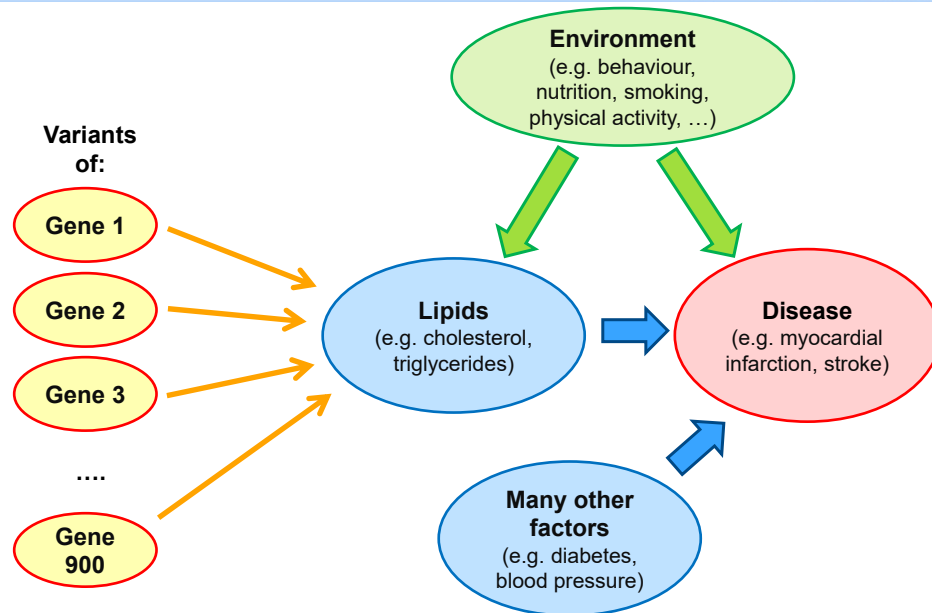 Environment
(e.g. behaviour,
nutrition, smoking,
physical activity, …)
Variants
of:
Gene 1
Gene 2
Gene 3
….
Gene
900
Lipids
(e.g. cholesterol,
triglycerides)
Disease
(e.g. myocardial
infarction, stroke)
Many other
factors
(e.g. diabetes,
blood pressure)